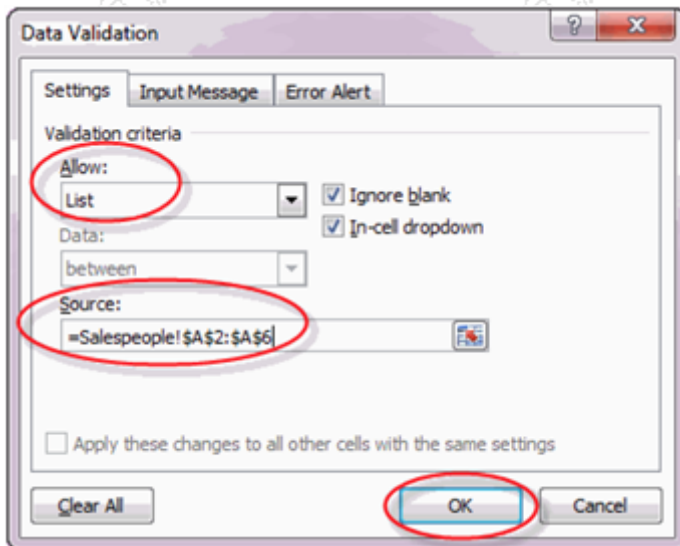 Data Validation
Settings
Input Message
Error Alert
Validation criteria
Allow:
List
Ignore blank
In-cell dropdown
Data:
between
Source:
=Salespeople!$A$2:$A$6
Apply these changes to all other cells with the same settings
Clear All
OK
Cancel